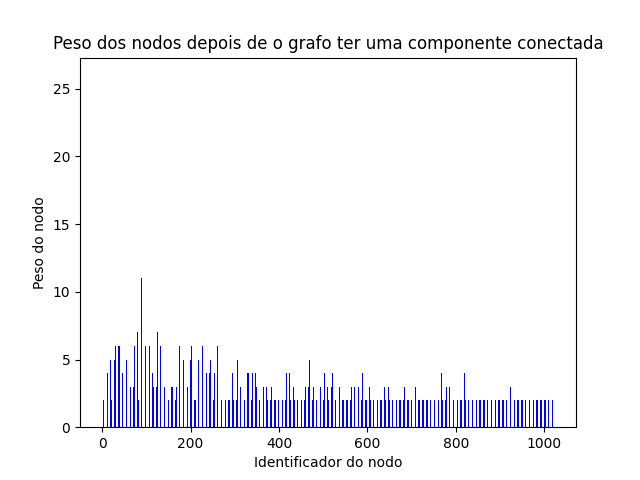 Peso dos nodos depois de o grafo ter uma componente conectada
25
20
15
10
5
0
Peso do nodo
0 200 400 600 800 1000
Identificador do nodo